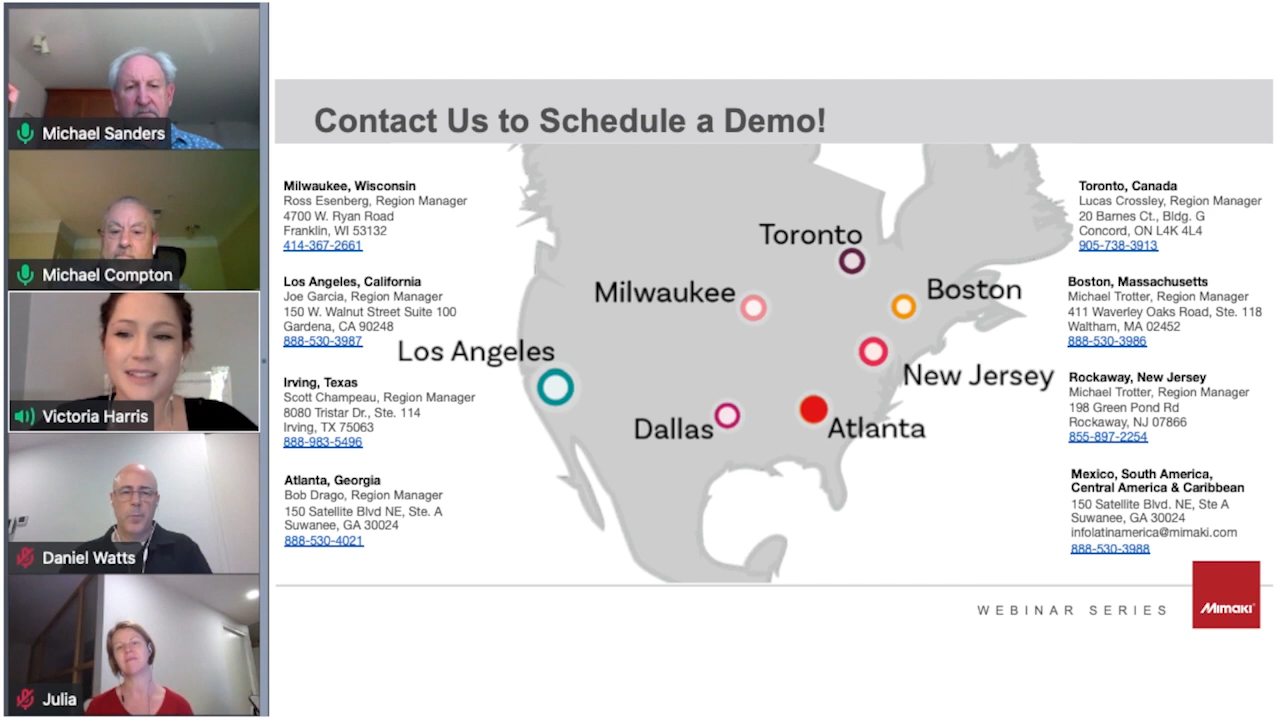 Michael Sanders
Michael Compton
Victoria Harris
Daniel Watts
Julia
Contact Us to Schedule a Demo!
Milwaukee, Wisconsin
Ross Esenberg, Region Manager
4700 W. Ryan Road
Franklin, WI 53132
414-367-2661
Los Angeles, California
Joe Garcia, Region Manager
150 W. Walnut Street Suite 100
Gardena, CA 90248
888-530-3987
Irving, Texas
Scott Champeau, Region Manager
8080 Tristar Dr., Ste. 114
Irving, TX 75063
888-983-5496
Atlanta, Georgia
Bob Drago, Region Manager
150 Satellite Blvd NE, Ste. A
Suwanee, GA 30024
888-530-4021
Toronto
Milwaukee
Boston
Los Angeles
New Jersey
Dallas
Atlanta
Toronto, Canada
Lucas Crossley, Region Manager
20 Barnes Ct., Bldg. G
Concord, ON L4K 4L4
905-738-3913
Boston, Massachusetts
Michael Trotter, Region Manager
411 Waverley Oaks Road, Ste. 118
Waltham, MA 02452
888-530-3986
Rockaway, New Jersey
Michael Trotter, Region Manager
198 Green Pond Rd
Rockaway, NJ 07866
855-897-2254
Mexico, South America,
Central America & Caribbean
150 Satellite Blvd. NE, Ste A
Suwanee, GA 30024
infolatinamerica@mimaki.com
888-530-3988
WEBINAR SERIES
Mimaki